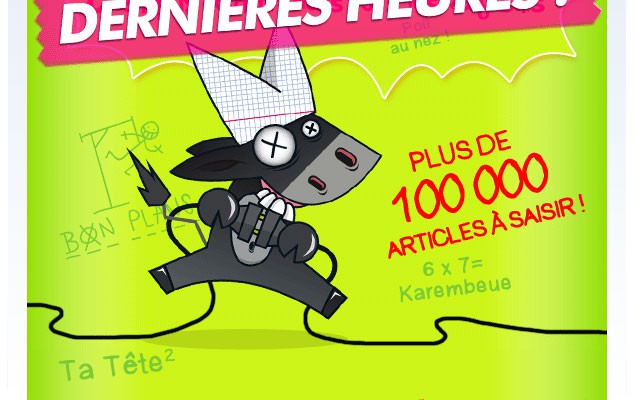 DERNIÈRES HEURES !
au nez !
PLUS DE
100 000
ARTICLES À SAISIR !
BON PLANS
6 x 7=
Karembeue
Ta Tête²